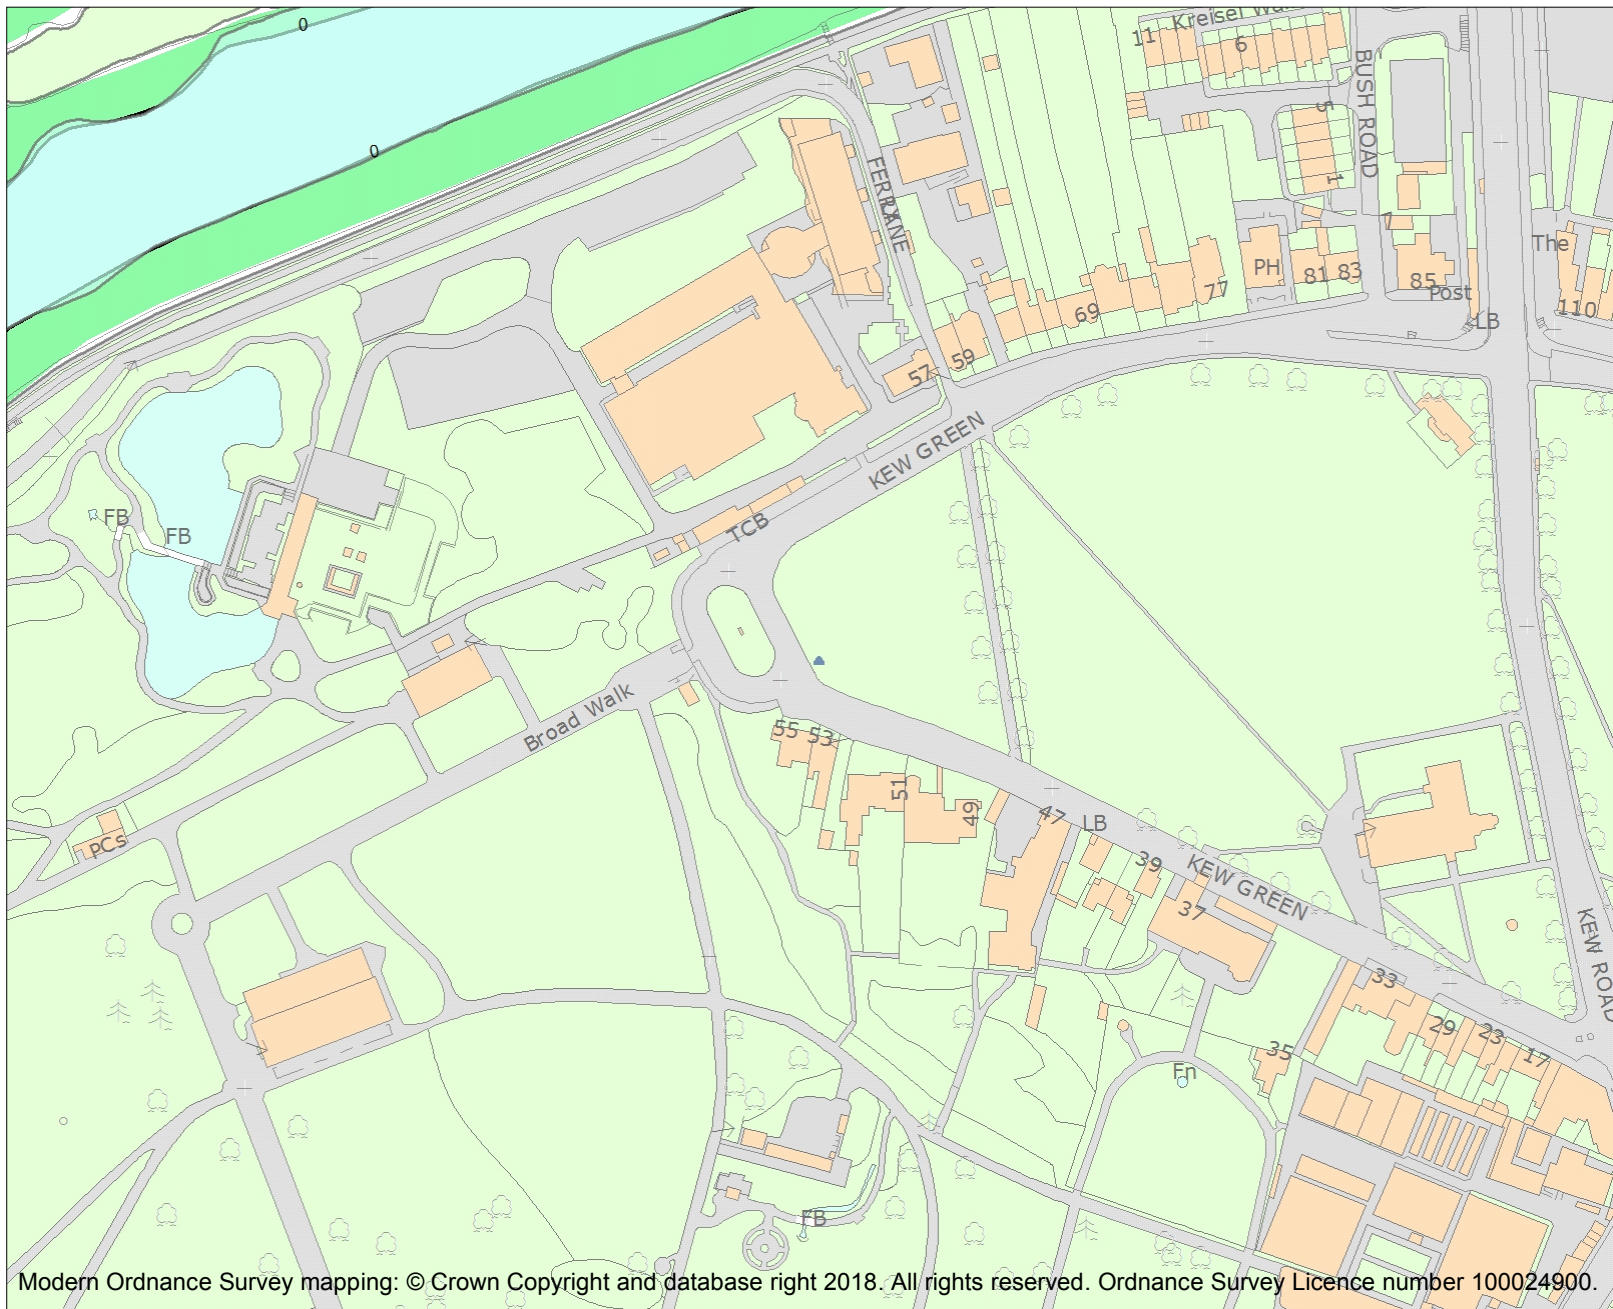 0
Kreisel
11
6
BUSH ROAD
5
1
0
FERRY LANE
7
The
PH
81
83
85
Post
LB
110
77
69
59
57
KEW GREEN
TCB
FB
FB
Broad Walk
55
53
51
49
47
LB
39
KEW GREEN
37
PCs
KEW ROAD
33
29
23
17
35
Fn
FB
Modern Ordnance Survey mapping: © Crown Copyright and database right 2018. All rights reserved. Ordnance Survey Licence number 100024900.